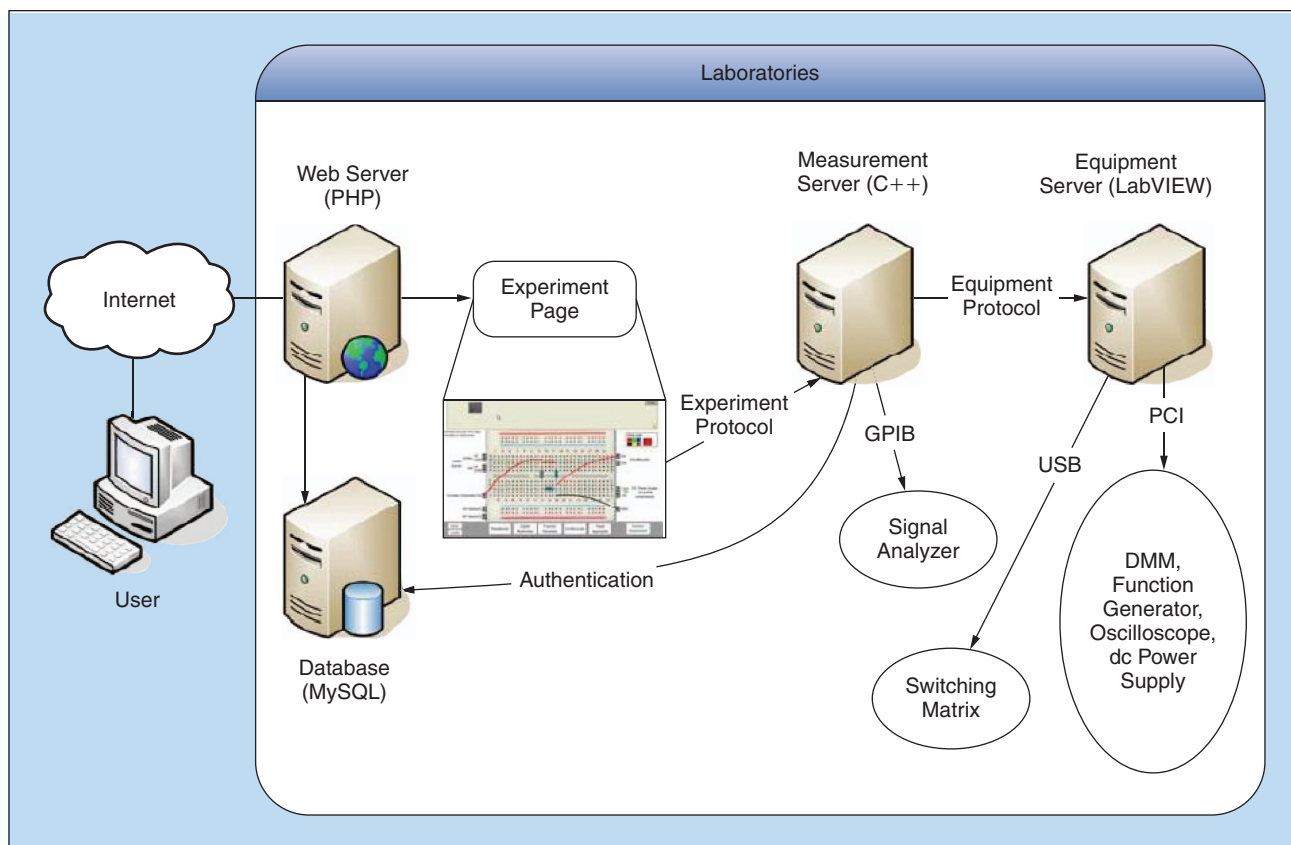 Laboratories
Web Server
(PHP)
Measurement
Server (C++)
Equipment
Server (LabVIEW)
Internet
Experiment
Page
Equipment
Protocol
Experiment
Protocol
GPIB
USB
PCI
User
Authentication
Signal
Analyzer
Database
(MySQL)
Switching
Matrix
DMM,
Function
Generator,
Oscilloscope,
dc Power
Supply